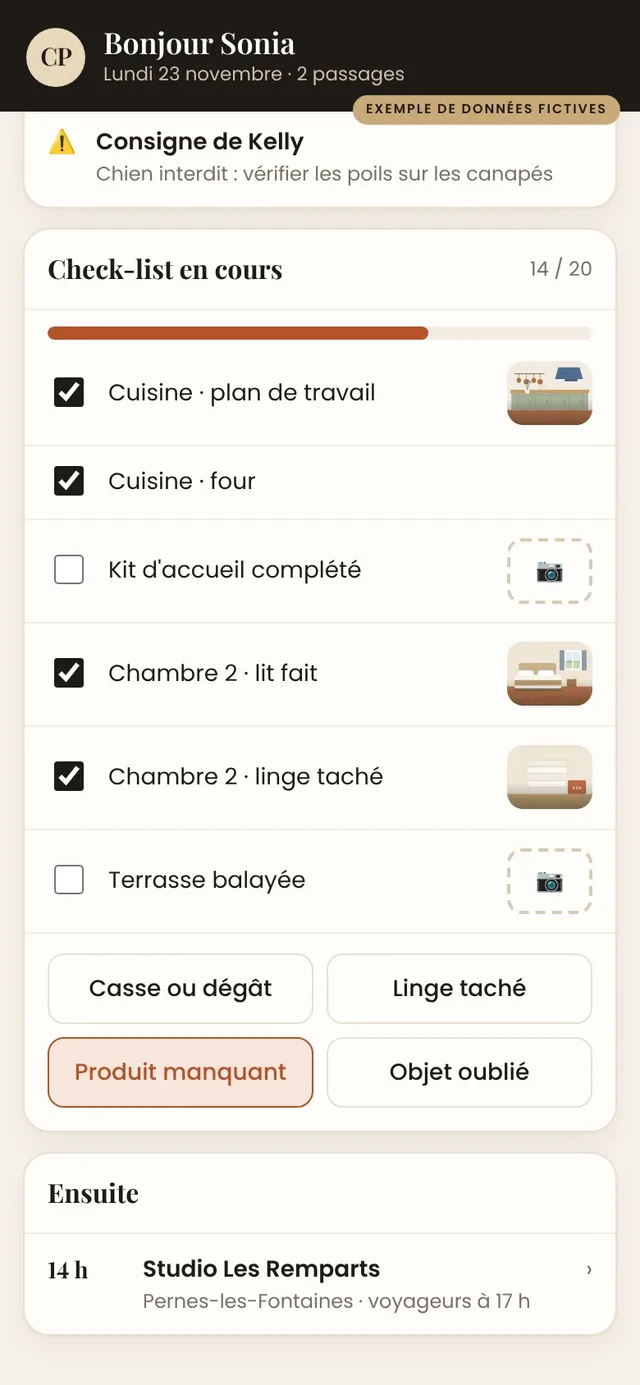 CP
Bonjour Sonia
Lundi 23 novembre · 2 passages
EXEMPLE DE DONNÉES FICTIVES
Consigne de Kelly
Chien interdit : vérifier les poils sur les canapés
Check-list en cours
14 / 20
Cuisine · plan de travail
Cuisine · four
Kit d'accueil complété
Chambre 2 · lit fait
Chambre 2 · linge taché
Terrasse balayée
Casse ou dégât
Linge taché
Produit manquant
Objet oublié
Ensuite
14 h
Studio Les Remparts
Pernes-les-Fontaines · voyageurs à 17 h